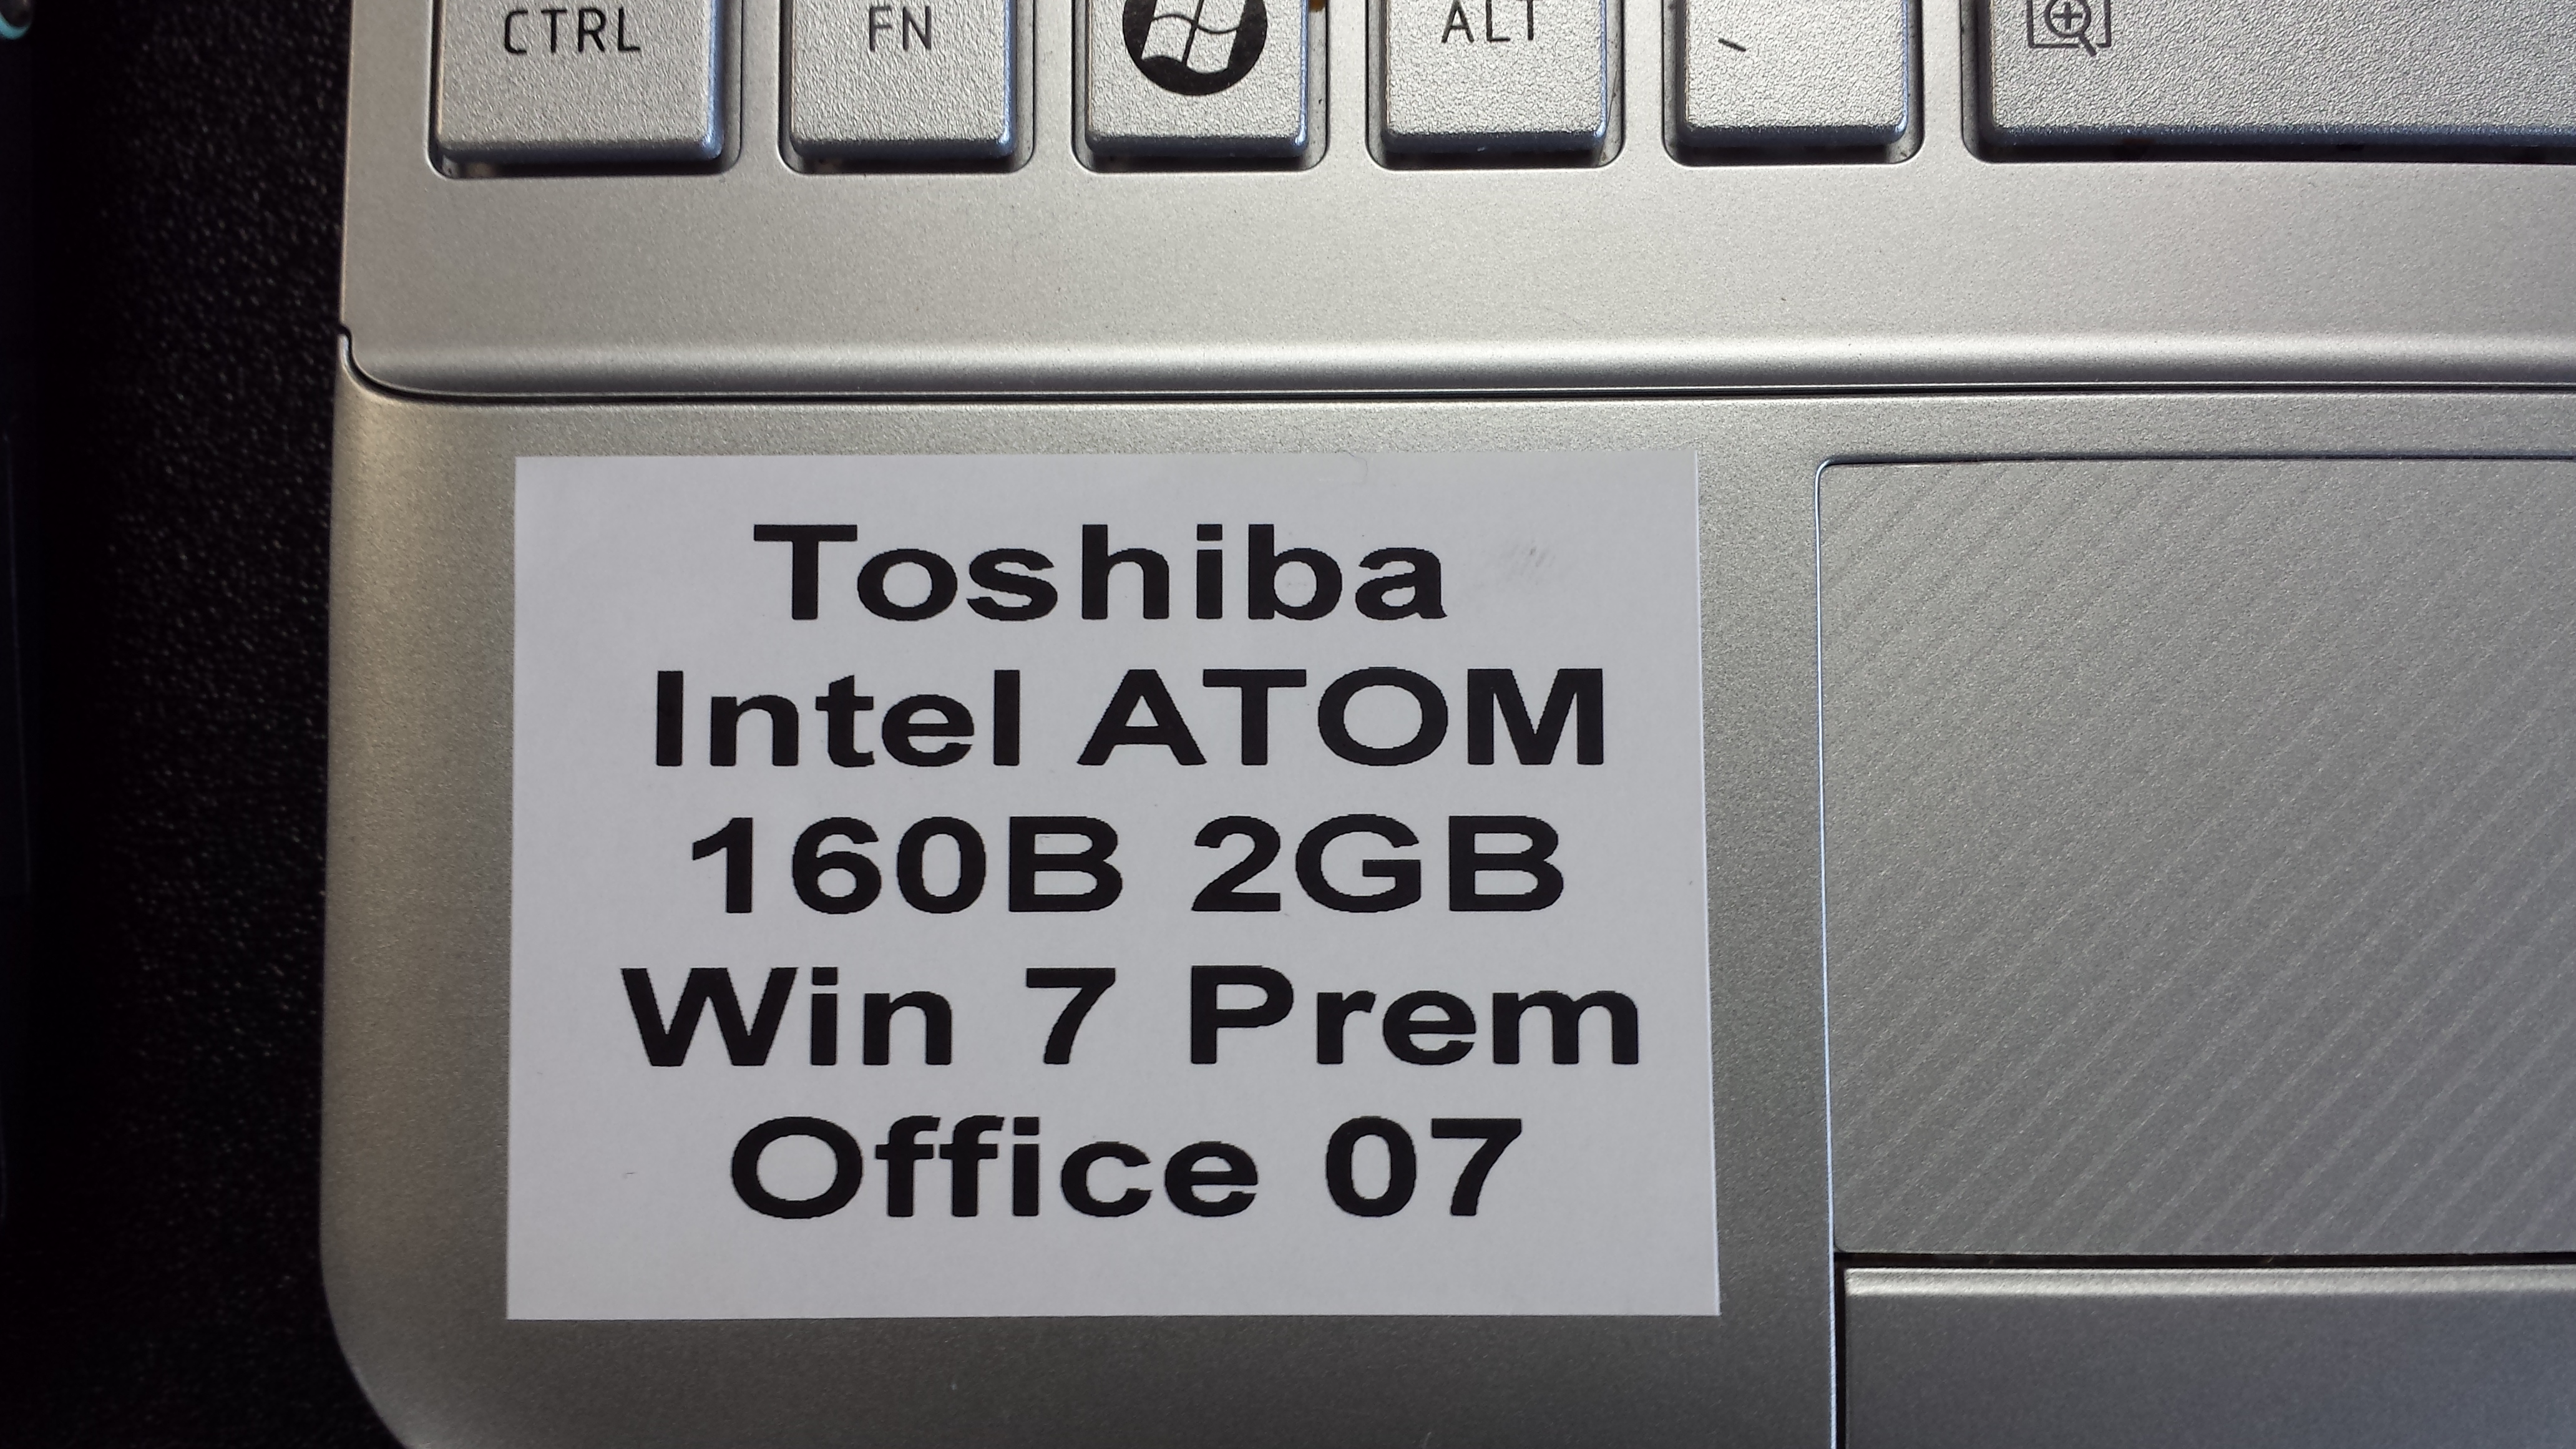 CTRL FN ALT
Toshiba
Intel ATOM
160B 2GB
Win 7 Prem
Office 07